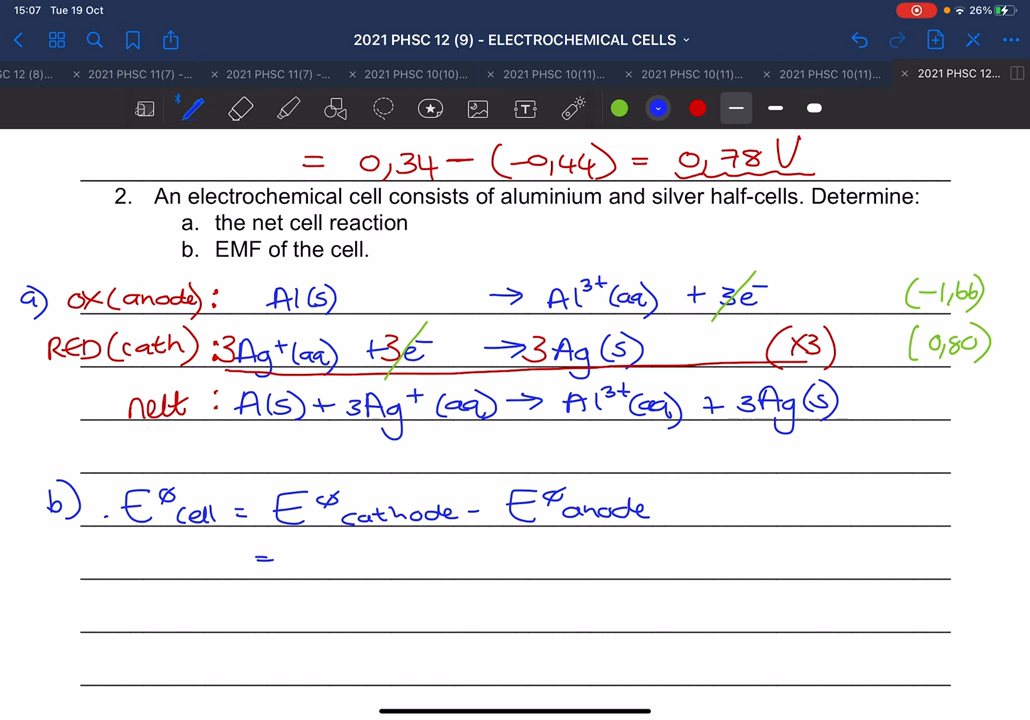 15:07 Tue 19 Oct
26%
2021 PHSC 12 (9) - ELECTROCHEMICAL CELLS
SC 12 (8)... × 2021 PHSC 11(7) -... × 2021 PHSC 11(7) -... × 2021 PHSC 10(10)... × 2021 PHSC 10(11)... × 2021 PHSC 10(11)... × 2021 PHSC 10(11)... × 2021 PHSC 12...
= 0,34 - (-0,44) = 0,78 V
2. An electrochemical cell consists of aluminium and silver half-cells. Determine:
a. the net cell reaction
b. EMF of the cell.
a) OX (anode) : Al(s) → Al³⁺(aq) + 3e⁻ (-1,66)
RED (cath) : 3Ag⁺(aq) + 3e⁻ → 3Ag(s) (×3) (0,80)
nett : Al(s) + 3Ag⁺(aq) → Al³⁺(aq) + 3Ag(s)
b) . E⦵cell = E⦵cathode - E⦵anode
=